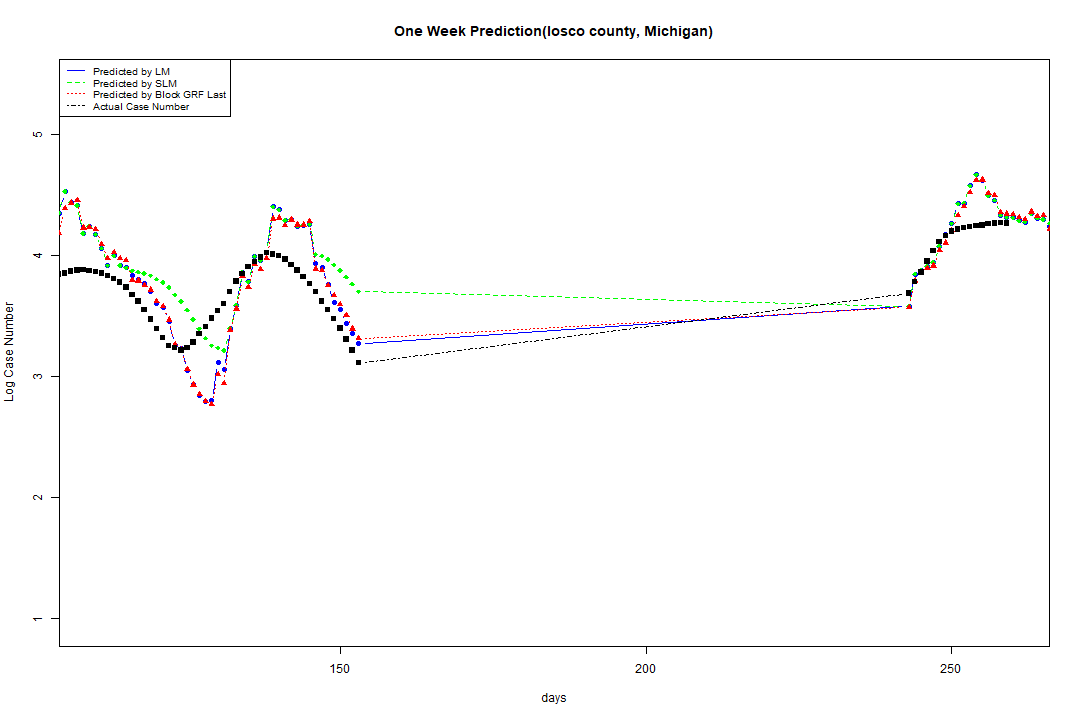 One Week Prediction(Iosco county, Michigan)
Predicted by LM
Predicted by SLM
Predicted by Block GRF Last
Actual Case Number
5
4
3
2
1
Log Case Number
150 200 250
days